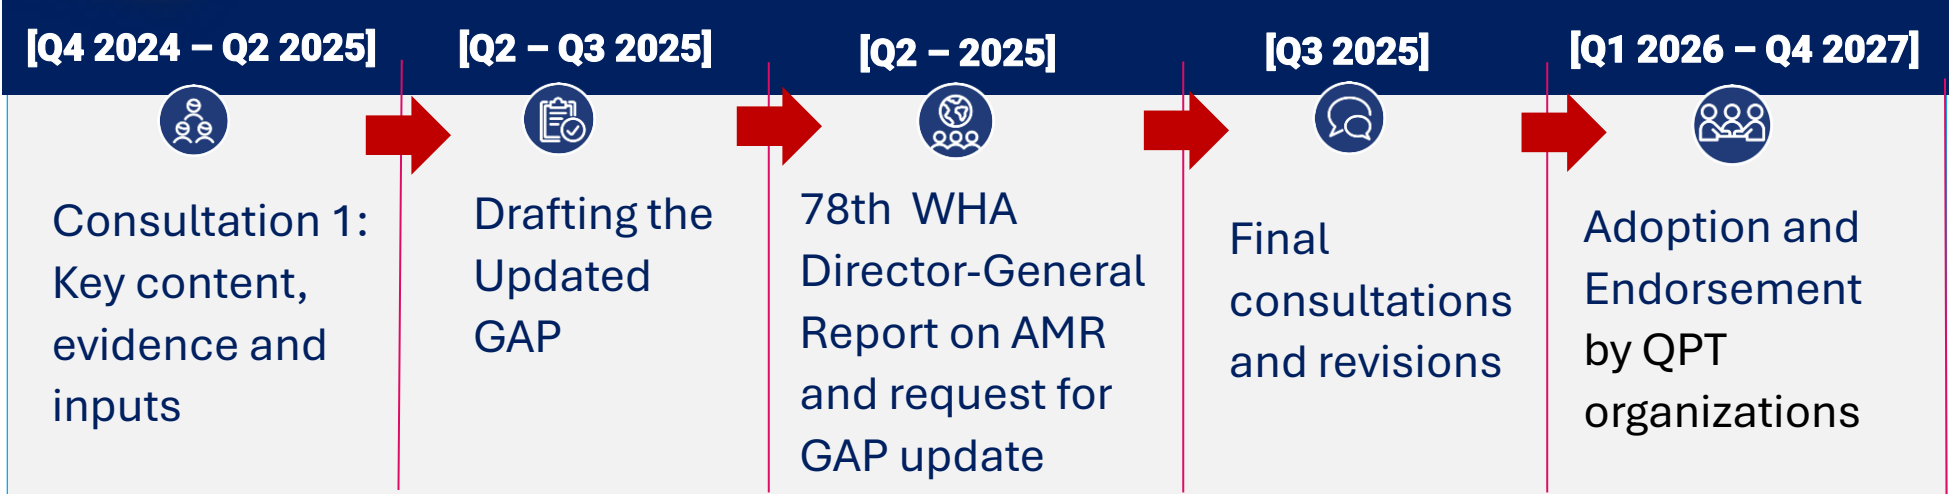 [Q4 2024 – Q2 2025]
Consultation 1:
Key content,
evidence and
inputs
[Q2 – Q3 2025]
Drafting the
Updated
GAP
[Q2 – 2025]
78th WHA
Director-General
Report on AMR
and request for
GAP update
[Q3 2025]
Final
consultations
and revisions
[Q1 2026 – Q4 2027]
Adoption and
Endorsement
by QPT
organizations